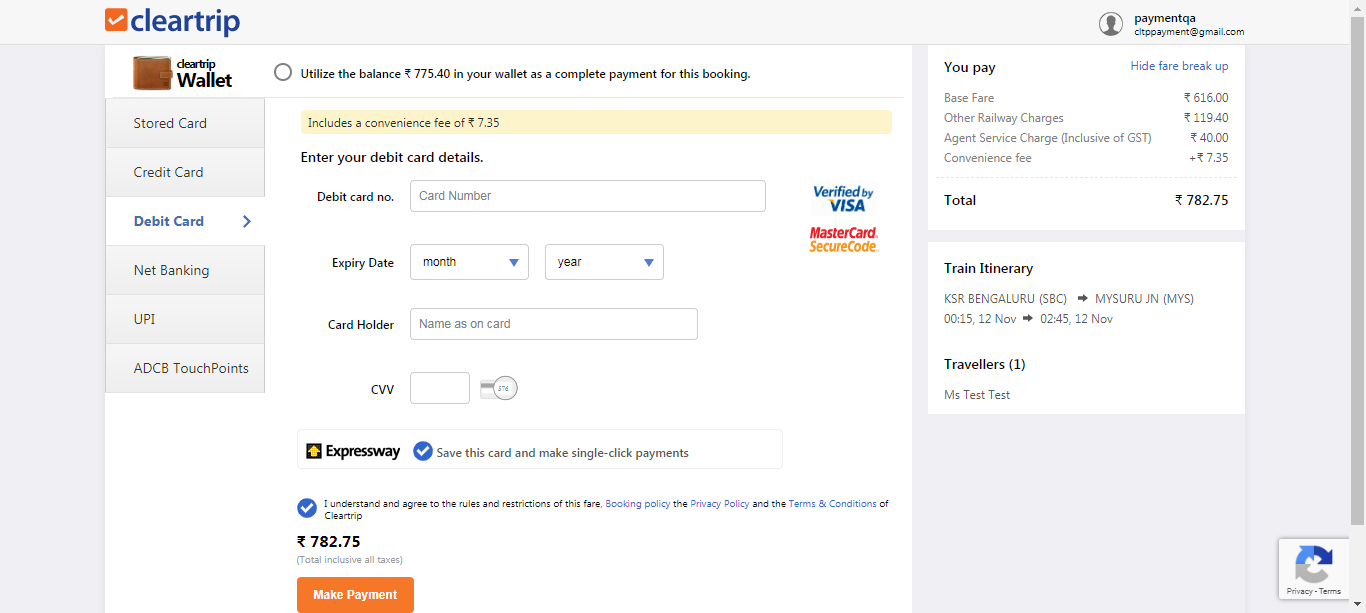 cleartrip
paymentqa
cltppayment@gmail.com
cleartrip
Wallet
Utilize the balance ₹ 775.40 in your wallet as a complete payment for this booking.
Stored Card
Credit Card
Debit Card
Net Banking
UPI
ADCB TouchPoints
Includes a convenience fee of ₹ 7.35
Enter your debit card details.
Debit card no. Card Number
Verified by
VISA
MasterCard.
SecureCode.
Expiry Date month year
Card Holder Name as on card
CVV 576
Expressway Save this card and make single-click payments
I understand and agree to the rules and restrictions of this fare, Booking policy the Privacy Policy and the Terms & Conditions of
Cleartrip
₹ 782.75
(Total inclusive all taxes)
Make Payment
You pay Hide fare break up
Base Fare ₹ 616.00
Other Railway Charges ₹ 119.40
Agent Service Charge (Inclusive of GST) ₹ 40.00
Convenience fee +₹ 7.35
Total ₹ 782.75
Train Itinerary
KSR BENGALURU (SBC) ➡ MYSURU JN (MYS)
00:15, 12 Nov ➡ 02:45, 12 Nov
Travellers (1)
Ms Test Test
Privacy - Terms